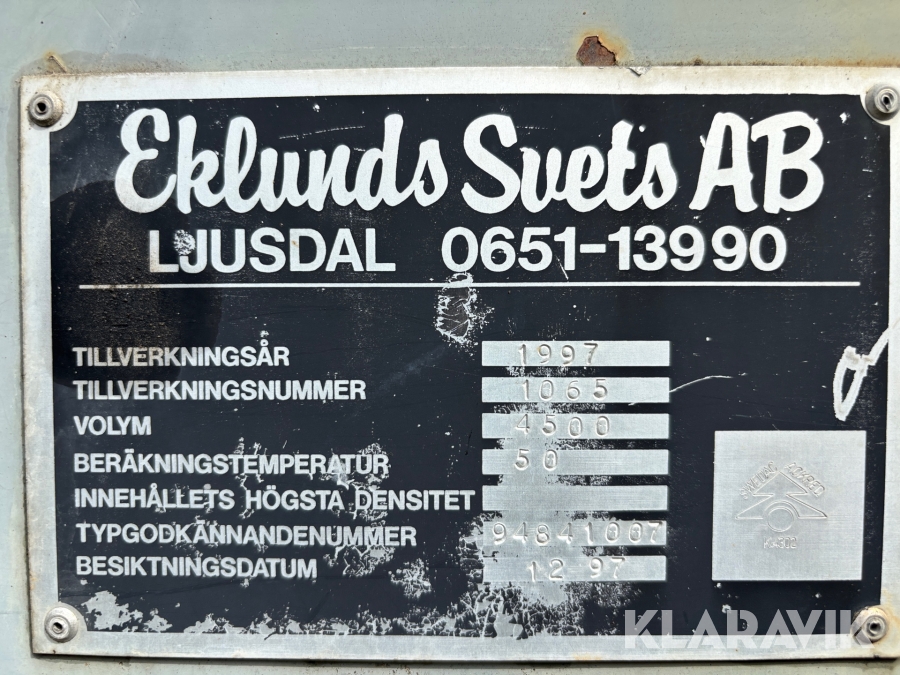 Eklunds Svets AB
LJUSDAL 0651-13990
TILLVERKNINGSÅR 1997
TILLVERKNINGSNUMMER 1065
VOLYM 4500
BERÄKNINGSTEMPERATUR 50
INNEHÅLLETS HÖGSTA DENSITET
TYPGODKÄNNANDENUMMER 94841007
BESIKTNINGSDATUM 12-97
KLARAVIK